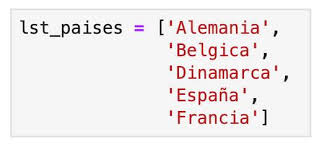 lst_paises = ['Alemania',
'Belgica',
'Dinamarca',
'España',
'Francia']